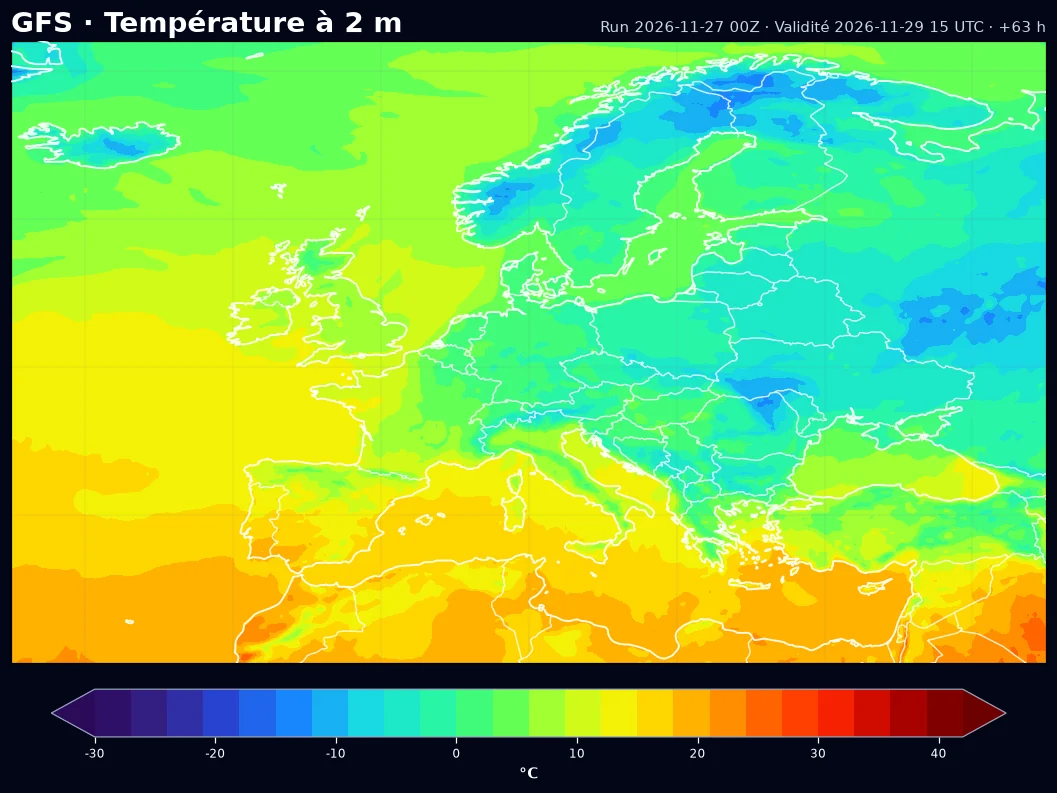 GFS · Température à 2 m
Run 2026-11-27 00Z · Validité 2026-11-29 15 UTC · +63 h
-30 -20 -10 0 10 20 30 40
°C